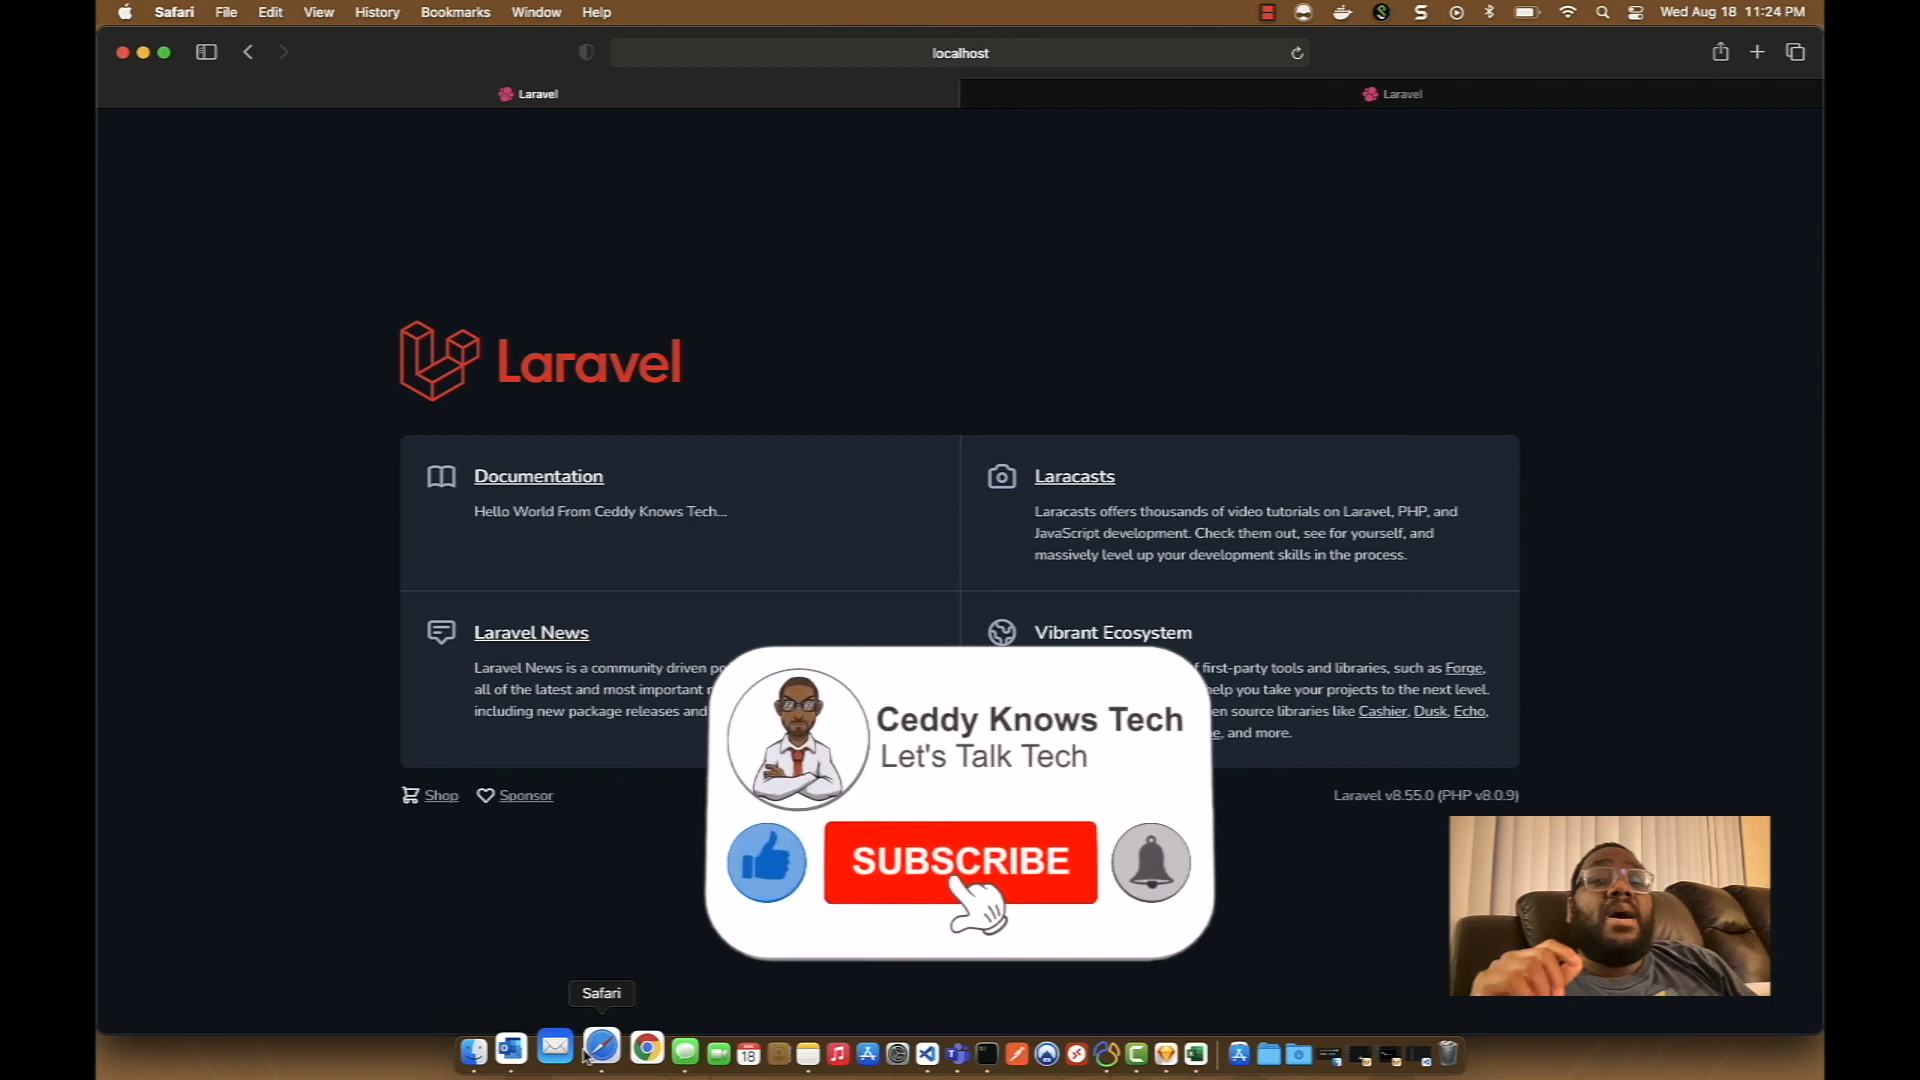 Safari File Edit View History Bookmarks Window Help
Wed Aug 18 11:24 PM
localhost
Laravel
Laravel
Laravel
Documentation
Hello World From Ceddy Knows Tech...
Laracasts
Laracasts offers thousands of video tutorials on Laravel, PHP, and
JavaScript development. Check them out, see for yourself, and
massively level up your development skills in the process.
Laravel News
Laravel News is a community driven
all of the latest and most important
including new package releases and
Vibrant Ecosystem
first-party tools and libraries, such as Forge,
help you take your projects to the next level.
source libraries like Cashier, Dusk, Echo,
, and more.
Shop
Sponsor
Laravel v8.55.0 (PHP v8.0.9)
Ceddy Knows Tech
Let's Talk Tech
SUBSCRIBE
Safari
18